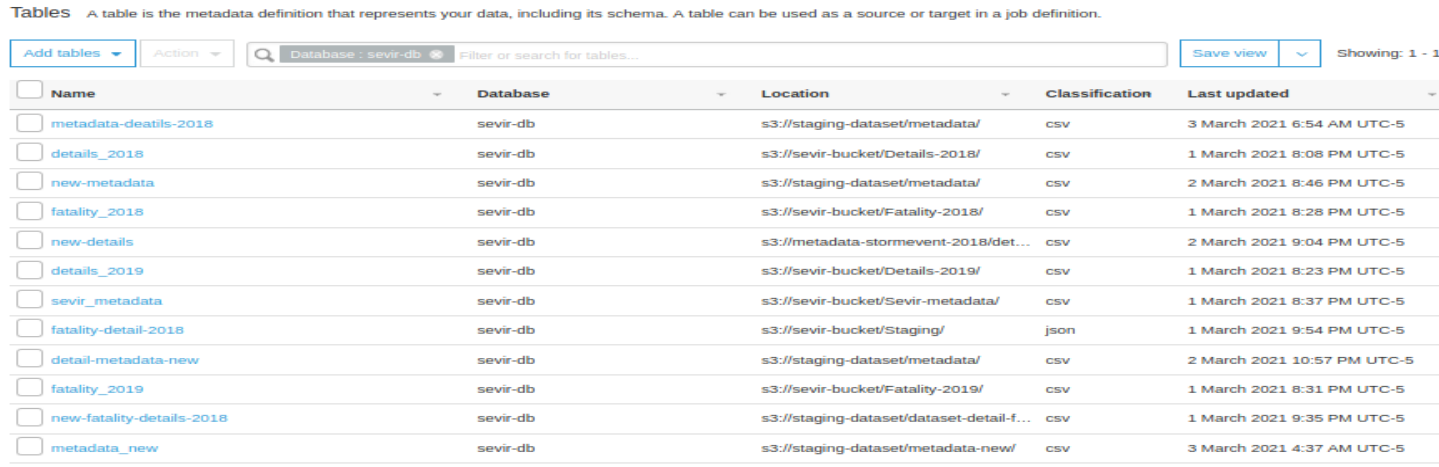 Tables A table is the metadata definition that represents your data, including its schema. A table can be used as a source or target in a job definition.
Add tables Action Database : sevir-db Filter or search for tables... Save view Showing: 1 - 1
Name Database Location Classification Last updated
metadata-deatils-2018 sevir-db s3://staging-dataset/metadata/ csv 3 March 2021 6:54 AM UTC-5
details_2018 sevir-db s3://sevir-bucket/Details-2018/ csv 1 March 2021 8:08 PM UTC-5
new-metadata sevir-db s3://staging-dataset/metadata/ csv 2 March 2021 8:46 PM UTC-5
fatality_2018 sevir-db s3://sevir-bucket/Fatality-2018/ csv 1 March 2021 8:28 PM UTC-5
new-details sevir-db s3://metadata-stormevent-2018/det... csv 2 March 2021 9:04 PM UTC-5
details_2019 sevir-db s3://sevir-bucket/Details-2019/ csv 1 March 2021 8:23 PM UTC-5
sevir_metadata sevir-db s3://sevir-bucket/Sevir-metadata/ csv 1 March 2021 8:37 PM UTC-5
fatality-detail-2018 sevir-db s3://sevir-bucket/Staging/ json 1 March 2021 9:54 PM UTC-5
detail-metadata-new sevir-db s3://staging-dataset/metadata/ csv 2 March 2021 10:57 PM UTC-5
fatality_2019 sevir-db s3://sevir-bucket/Fatality-2019/ csv 1 March 2021 8:31 PM UTC-5
new-fatality-details-2018 sevir-db s3://staging-dataset/dataset-detail-f... csv 1 March 2021 9:35 PM UTC-5
metadata_new sevir-db s3://staging-dataset/metadata-new/ csv 3 March 2021 4:37 AM UTC-5